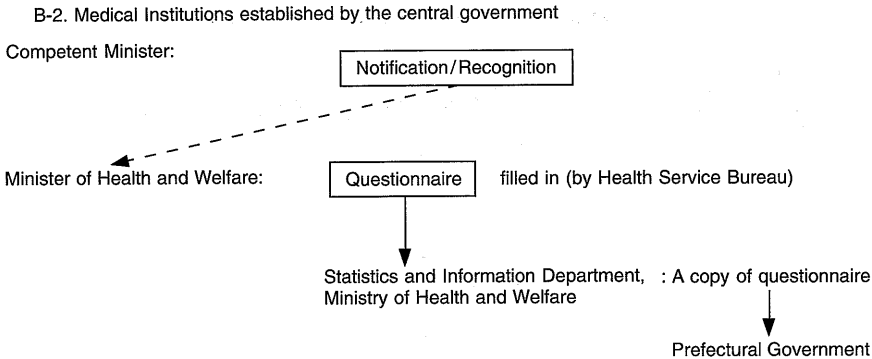 B-2. Medical Institutions established by the central government
Competent Minister:
Notification/Recognition
Minister of Health and Welfare: Questionnaire filled in (by Health Service Bureau)
Statistics and Information Department, : A copy of questionnaire
Ministry of Health and Welfare
Prefectural Government